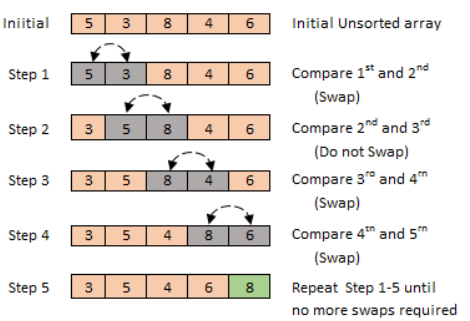 Iniitial 5 3 8 4 6 Initial Unsorted array
Step 1 5 3 8 4 6 Compare 1st and 2nd
(Swap)
Step 2 3 5 8 4 6 Compare 2nd and 3rd
(Do not Swap)
Step 3 3 5 8 4 6 Compare 3rd and 4th
(Swap)
Step 4 3 5 4 8 6 Compare 4th and 5th
(Swap)
Step 5 3 5 4 6 8 Repeat Step 1-5 until
no more swaps required